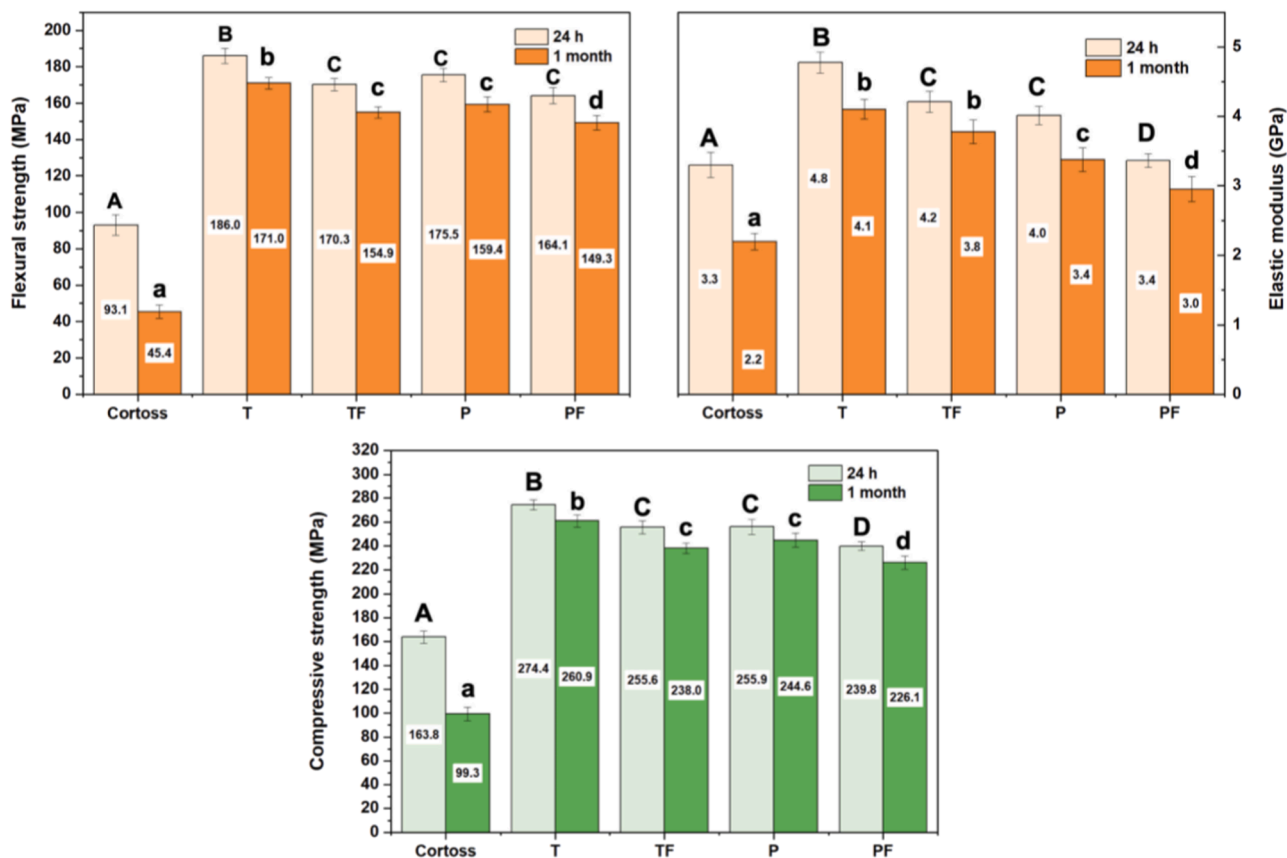 Flexural strength (MPa)
200
180
160
140
120
100
80
60
40
20
0
24 h
1 month
A
a
B
b
C
c
C
c
C
d
93.1
45.4
186.0
171.0
170.3
154.9
175.5
159.4
164.1
149.3
Cortoss T TF P PF
24 h
1 month
A
a
B
b
C
b
C
c
D
d
3.3
2.2
4.8
4.1
4.2
3.8
4.0
3.4
3.4
3.0
Cortoss T TF P PF
5
4
3
2
1
0
Elastic modulus (GPa)
Compressive strength (MPa)
320
300
280
260
240
220
200
180
160
140
120
100
80
60
40
20
0
24 h
1 month
A
a
B
b
C
c
C
c
D
d
163.8
99.3
274.4
260.9
255.6
238.0
255.9
244.6
239.8
226.1
Cortoss T TF P PF